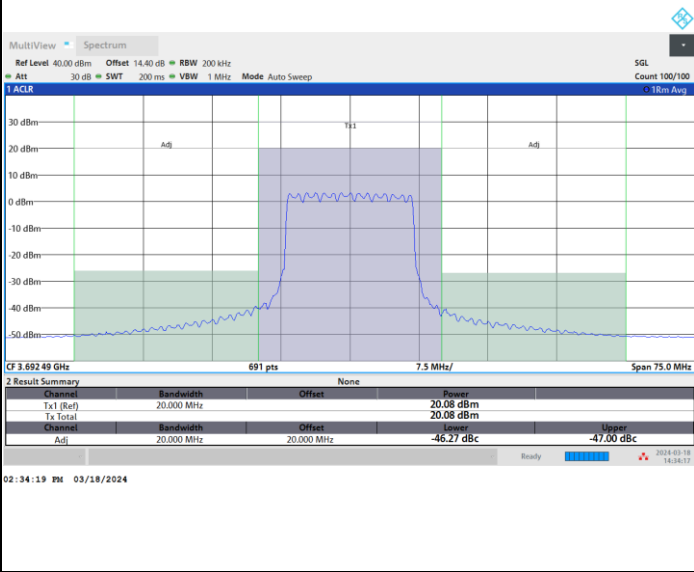 MultiView Spectrum
Ref Level 40.00 dBm Offset 14.40 dB RBW 200 kHz SGL
Att 30 dB SWT 200 ms VBW 1 MHz Mode Auto Sweep Count 100/100
1 ACLR 1Rm Avg
30 dBm
Tx1
Adj Adj
20 dBm
10 dBm
0 dBm
-10 dBm
-20 dBm
-30 dBm
-40 dBm
-50 dBm
CF 3.692 49 GHz 691 pts 7.5 MHz/ Span 75.0 MHz
2 Result Summary None
Channel Bandwidth Offset Power
Tx1 (Ref) 20.000 MHz 20.08 dBm
Tx Total 20.08 dBm
Channel Bandwidth Offset Lower Upper
Adj 20.000 MHz 20.000 MHz -46.27 dBc -47.00 dBc
Ready 2024-03-18
14:34:17
02:34:19 PM 03/18/2024